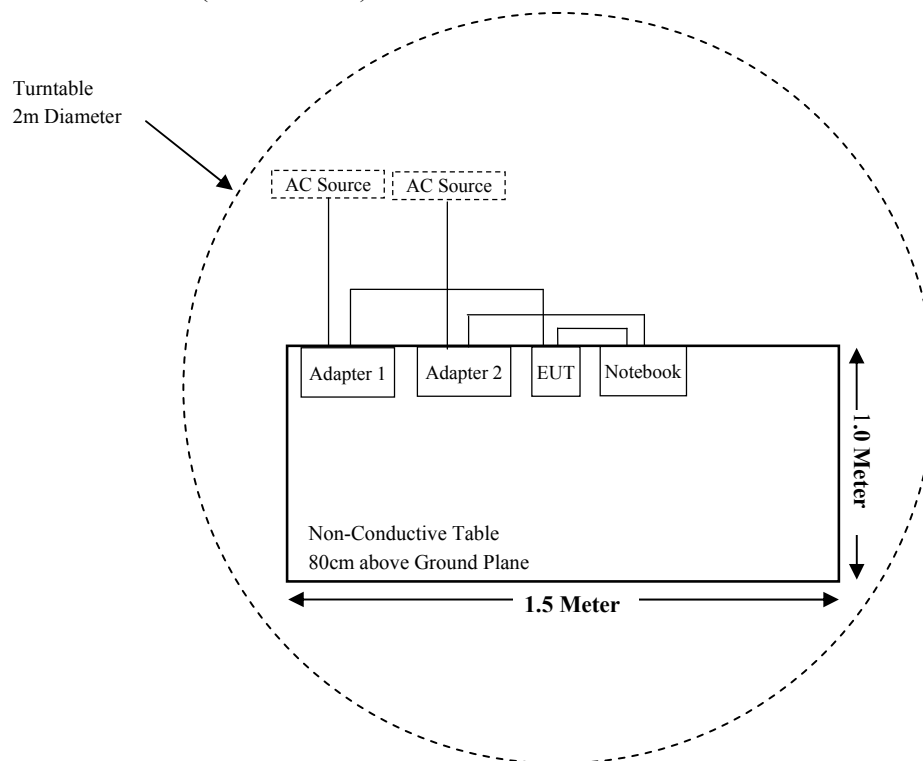 Turntable
2m Diameter
AC Source
AC Source
Adapter 1
Adapter 2
EUT
Notebook
1.0 Meter
Non-Conductive Table
80cm above Ground Plane
1.5 Meter